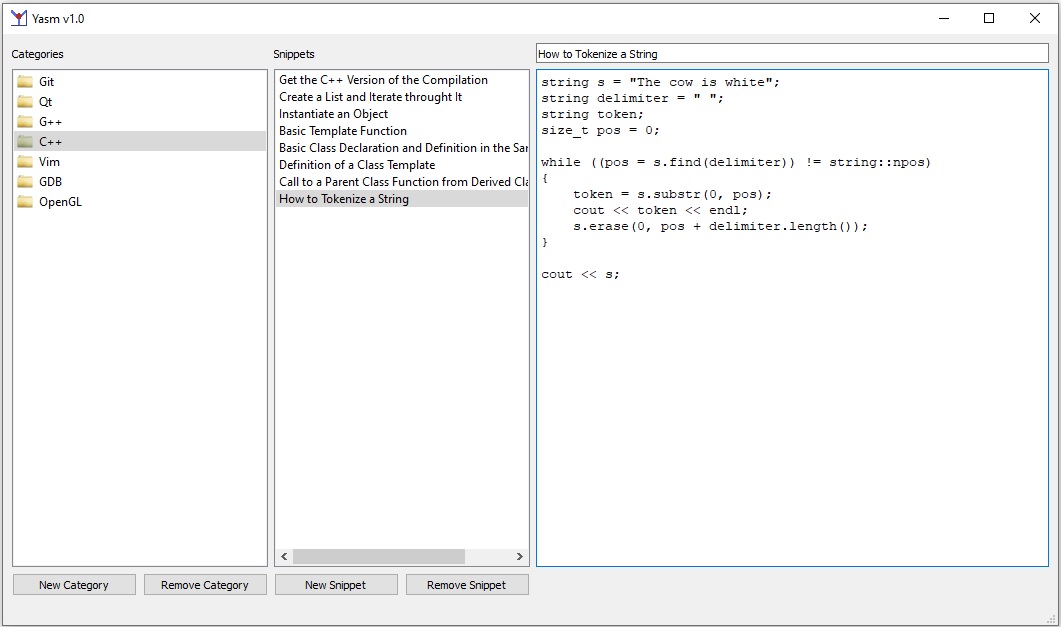 Yasm v1.0
Categories
Git
Qt
G++
C++
Vim
GDB
OpenGL
New Category
Remove Category
Snippets
Get the C++ Version of the Compilation
Create a List and Iterate throught It
Instantiate an Object
Basic Template Function
Basic Class Declaration and Definition in the Sar
Definition of a Class Template
Call to a Parent Class Function from Derived Cla
How to Tokenize a String
New Snippet
Remove Snippet
How to Tokenize a String
string s = "The cow is white";
string delimiter = " ";
string token;
size_t pos = 0;
while ((pos = s.find(delimiter)) != string::npos)
{
    token = s.substr(0, pos);
    cout << token << endl;
    s.erase(0, pos + delimiter.length());
}
cout << s;